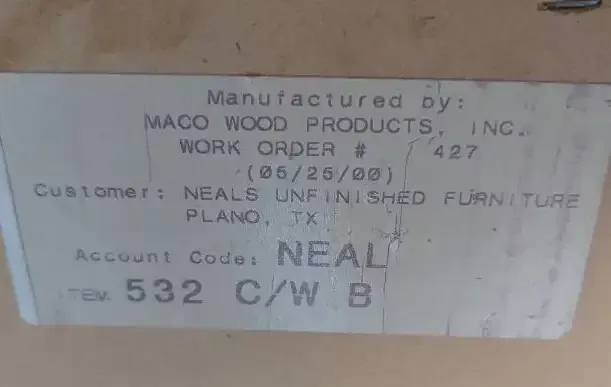 Manufactured by:
MACO WOOD PRODUCTS, INC.
WORK ORDER # 427
(05/25/00)
Customer: NEALS UNFINISHED FURNITURE
PLANO, TX
Account Code: NEAL
ITEM 532 C/W B